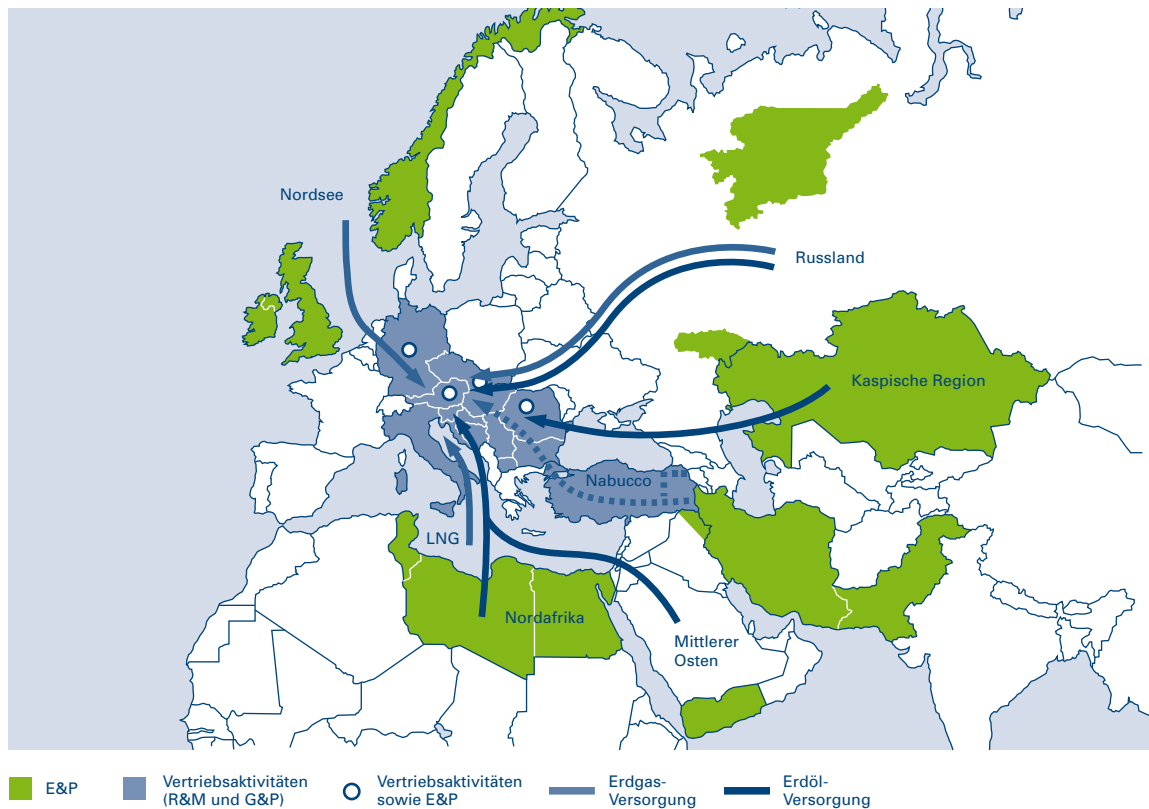 Nordsee
Russland
Kaspische Region
Nabucco
LNG
Nordafrika
Mittlerer
Osten
E&P
Vertriebsaktivitäten
(R&M und G&P)
Vertriebsaktivitäten
sowie E&P
Erdgas-
Versorgung
Erdöl-
Versorgung